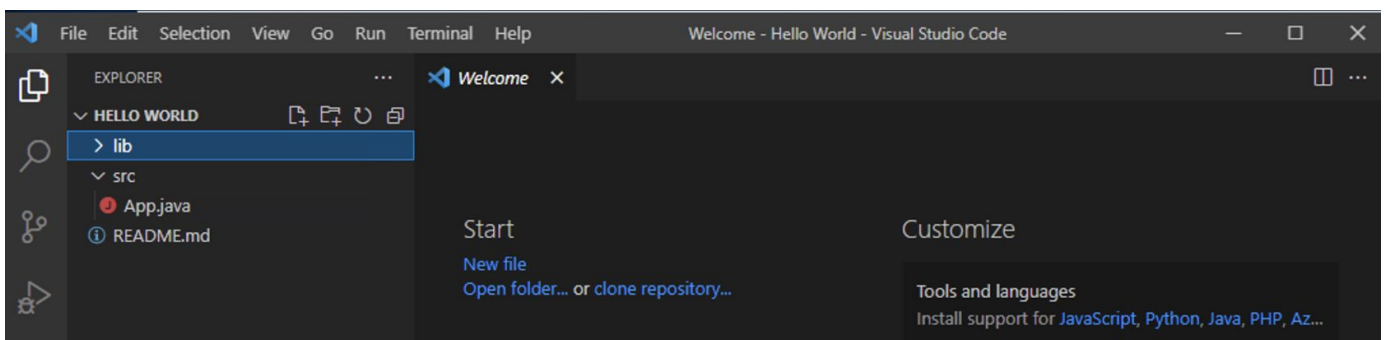 File Edit Selection View Go Run Terminal Help
Welcome - Hello World - Visual Studio Code
EXPLORER
HELLO WORLD
lib
src
J
App.java
README.md
Welcome
Start
New file
Open folder... or clone repository...
Customize
Tools and languages
Install support for JavaScript, Python, Java, PHP, Az...